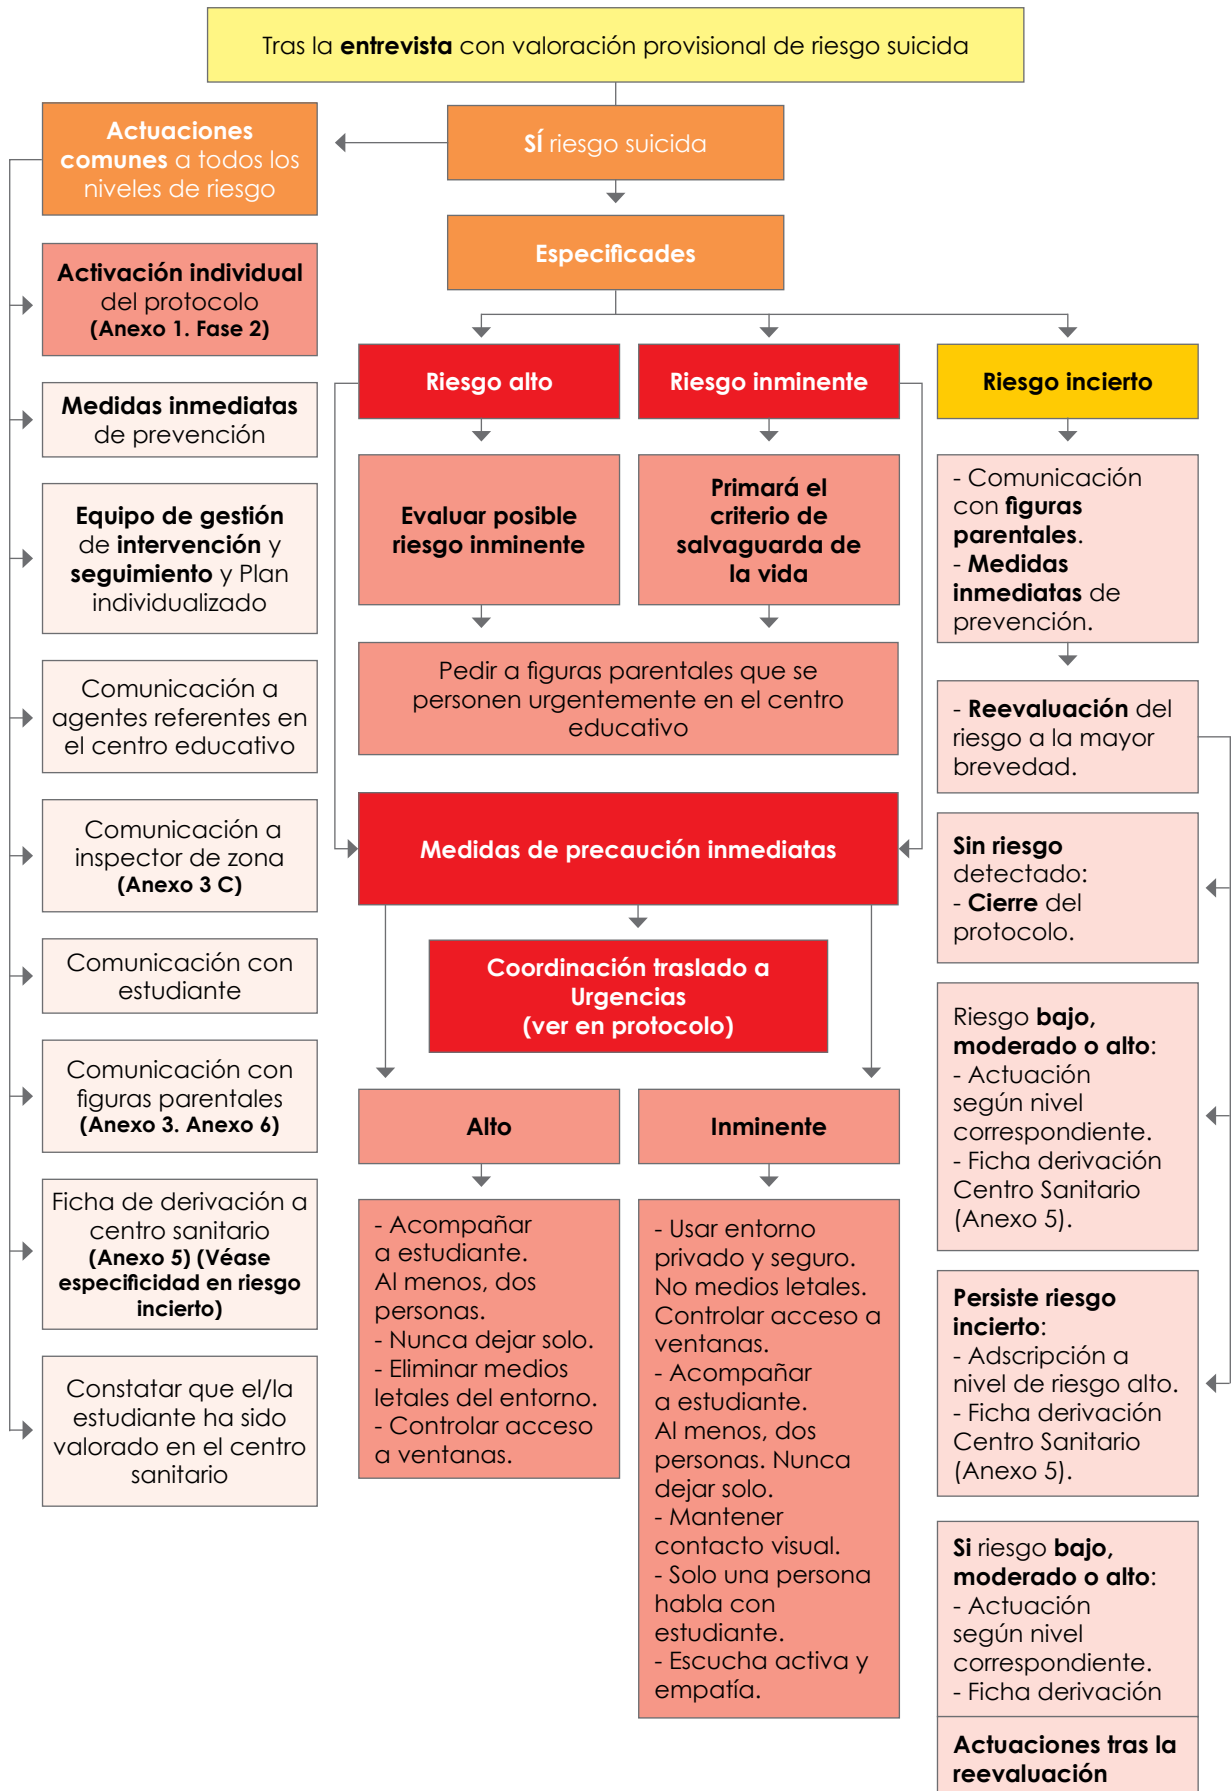 Tras la entrevista con valoración provisional de riesgo suicida
Actuaciones
comunes a todos los
niveles de riesgo
SÍ riesgo suicida
Especificades
Activación individual
del protocolo
(Anexo 1. Fase 2)
Medidas inmediatas
de prevención
Equipo de gestión
de intervención y
seguimiento y Plan
individualizado
Comunicación a
agentes referentes en
el centro educativo
Comunicación a
inspector de zona
(Anexo 3 C)
Comunicación con
estudiante
Comunicación con
figuras parentales
(Anexo 3. Anexo 6)
Ficha de derivación a
centro sanitario
(Anexo 5) (Véase
especificidad en riesgo
incierto)
Constatar que el/la
estudiante ha sido
valorado en el centro
sanitario
Riesgo alto
Riesgo inminente
Riesgo incierto
Evaluar posible
riesgo inminente
Primará el
criterio de
salvaguarda de
la vida
Pedir a figuras parentales que se
personen urgentemente en el centro
educativo
Medidas de precaución inmediatas
Coordinación traslado a
Urgencias
(ver en protocolo)
Alto
- Acompañar
a estudiante.
Al menos, dos
personas.
- Nunca dejar solo.
- Eliminar medios
letales del entorno.
- Controlar acceso
a ventanas.
Inminente
- Usar entorno
privado y seguro.
No medios letales.
Controlar acceso a
ventanas.
- Acompañar
a estudiante.
Al menos, dos
personas. Nunca
dejar solo.
- Mantener
contacto visual.
- Solo una persona
habla con
estudiante.
- Escucha activa y
empatía.
- Comunicación
con figuras
parentales.
- Medidas
inmediatas de
prevención.
- Reevaluación del
riesgo a la mayor
brevedad.
Sin riesgo
detectado:
- Cierre del
protocolo.
Riesgo bajo,
moderado o alto:
- Actuación
según nivel
correspondiente.
- Ficha derivación
Centro Sanitario
(Anexo 5).
Persiste riesgo
incierto:
- Adscripción a
nivel de riesgo alto.
- Ficha derivación
Centro Sanitario
(Anexo 5).
Si riesgo bajo,
moderado o alto:
- Actuación
según nivel
correspondiente.
- Ficha derivación
Actuaciones tras la
reevaluación